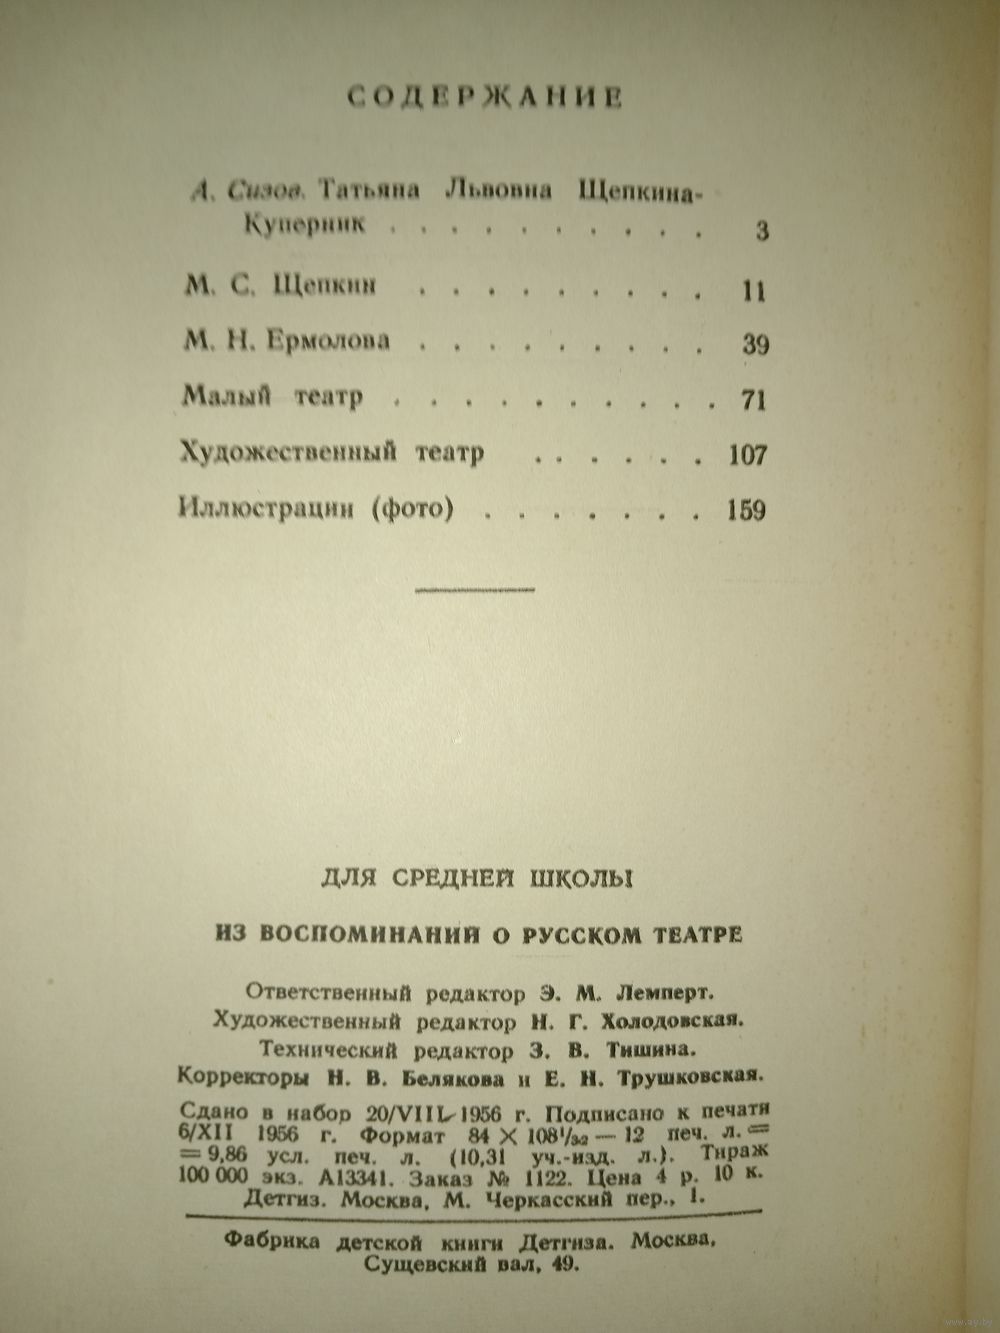 СОДЕРЖАНИЕ
А. Сизов. Татьяна Львовна Щепкина-
Куперник . . . . . . . . . . 3
М. С. Щепкин . . . . . . . . . 11
М. Н. Ермолова . . . . . . . . . 39
Малый театр . . . . . . . . . . 71
Художественный театр . . . . . . 107
Иллюстрации (фото) . . . . . . . 159
ДЛЯ СРЕДНЕЙ ШКОЛЫ
ИЗ ВОСПОМИНАНИЙ О РУССКОМ ТЕАТРЕ
Ответственный редактор Э. М. Лемперт.
Художественный редактор Н. Г. Холодовская.
Технический редактор З. В. Тишина.
Корректоры Н. В. Белякова и Е. Н. Трушковская.
Сдано в набор 20/VIII 1956 г. Подписано к печати
6/XII 1956 г. Формат 84 × 108¹/₃₂ — 12 печ. л. =
= 9,86 усл. печ. л. (10,31 уч.-изд. л.). Тираж
100 000 экз. А13341. Заказ № 1122. Цена 4 р. 10 к.
Детгиз. Москва, М. Черкасский пер., 1.
Фабрика детской книги Детгиза. Москва,
Сущевский вал, 49.
www.ay.by